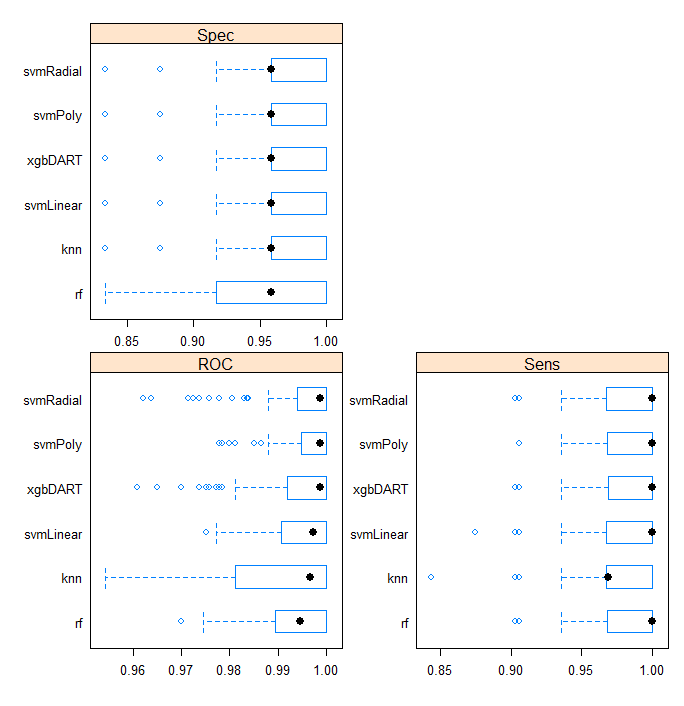 Spec
svmRadial
svmPoly
xgbDART
svmLinear
knn
rf
0.85 0.90 0.95 1.00
ROC
svmRadial
svmPoly
xgbDART
svmLinear
knn
rf
0.96 0.97 0.98 0.99 1.00
Sens
svmRadial
svmPoly
xgbDART
svmLinear
knn
rf
0.85 0.90 0.95 1.00